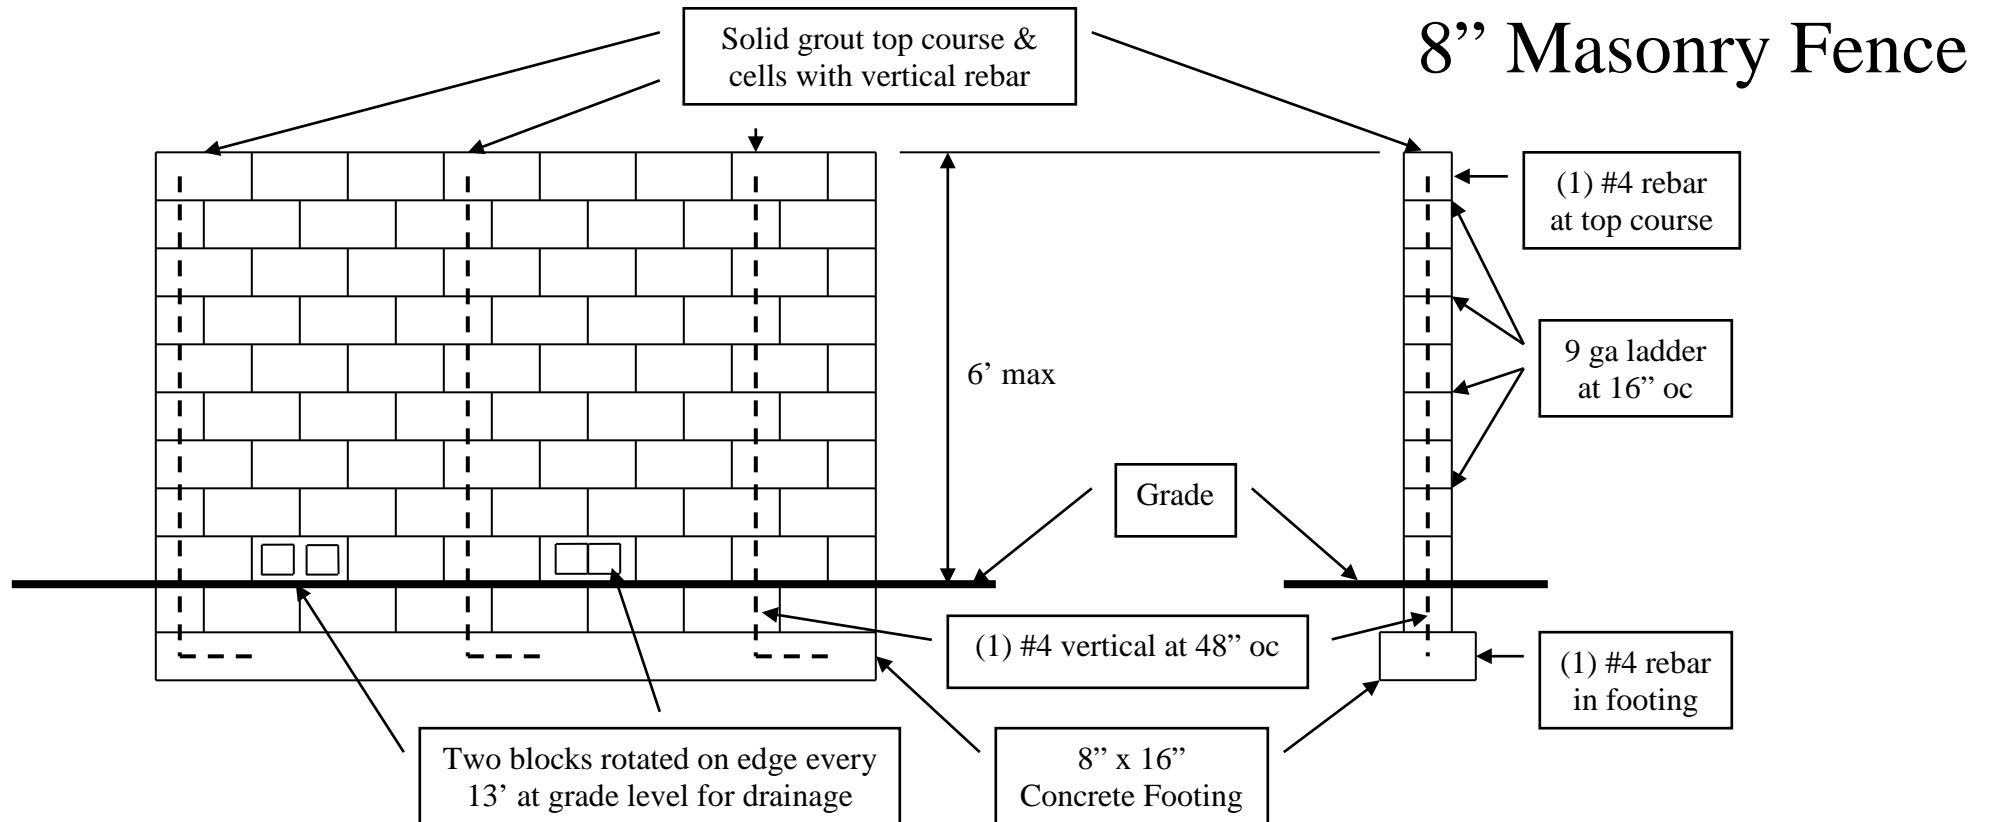 8” Masonry Fence
Solid grout top course &
cells with vertical rebar
(1) #4 rebar
at top course
9 ga ladder
at 16” oc
6’ max
Grade
(1) #4 vertical at 48” oc
(1) #4 rebar
in footing
Two blocks rotated on edge every
13’ at grade level for drainage
8” x 16”
Concrete Footing